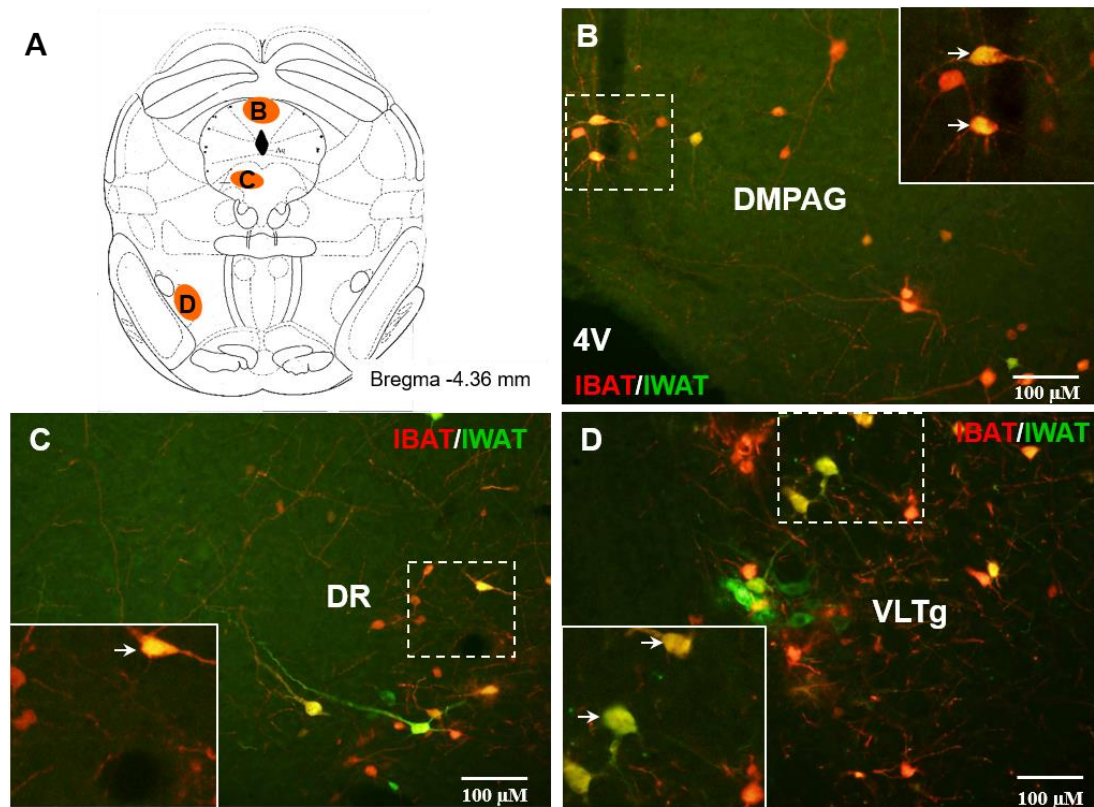 A
B
C
Aq
D
Bregma -4.36 mm
B
DMPAG
4V
IBAT/IWAT
100 μM
C
IBAT/IWAT
DR
100 μM
D
IBAT/IWAT
VLTg
100 μM